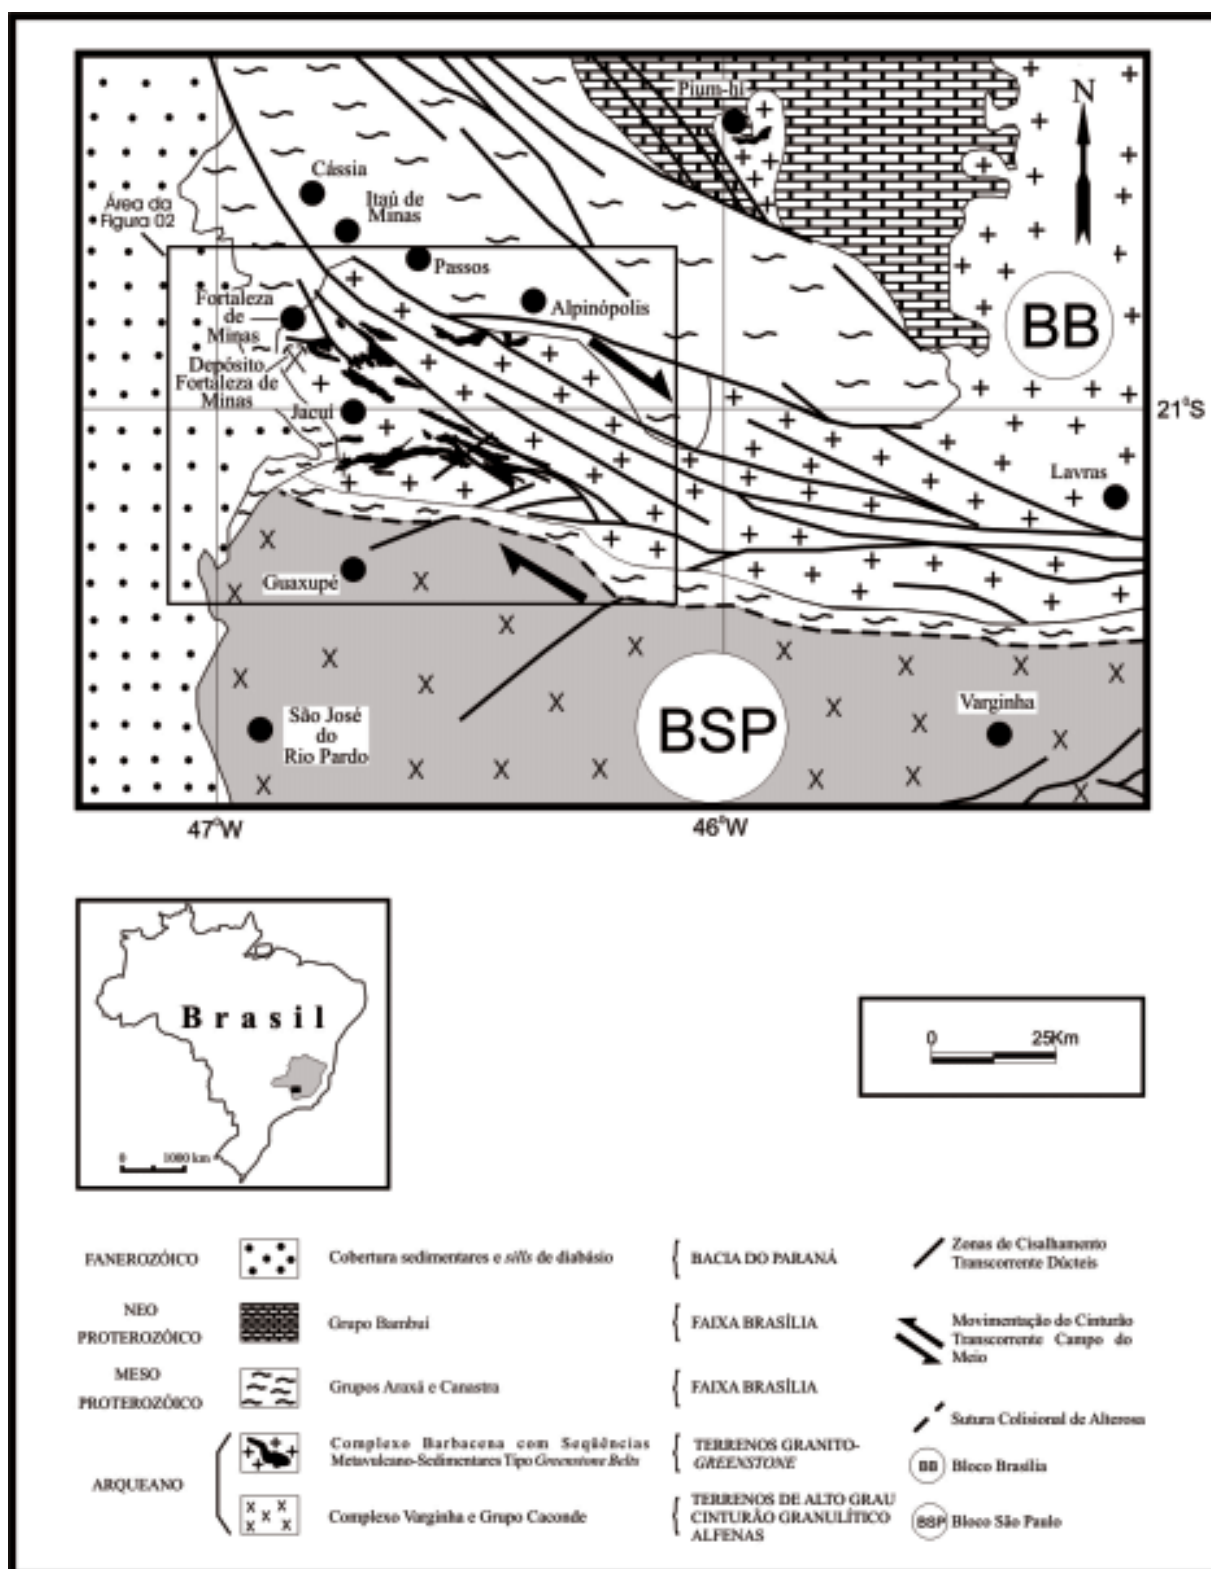 Pium-hi
N
Cássia
Itaú de
Minas
Área da
Figura 02
Passos
Fortaleza
de
Minas
Alpinópolis
BB
Depósito
Fortaleza de
Minas
Jacuí
21°S
Lavras
Guaxupé
BSP
Varginha
São José
do
Rio Pardo
47°W
46°W
Brasil
0 1000 km
0 25Km
FANEROZÓICO
Cobertura sedimentares e sills de diabásio
BACIA DO PARANÁ
Zonas de Cisalhamento
Transcorrente Dúcteis
NEO
PROTEROZÓICO
Grupo Bambui
FAIXA BRASÍLIA
Movimentação do Cinturão
Transcorrente Campo do
Meio
MESO
PROTEROZÓICO
Grupos Araxá e Canastra
FAIXA BRASÍLIA
Sutura Colisional de Alterosa
ARQUEANO
Complexo Barbacena com Seqüências
Metavulcano-Sedimentares Tipo Greenstone Belts
TERRENOS GRANITO-
GREENSTONE
BB Bloco Brasília
Complexo Varginha e Grupo Caconde
TERRENOS DE ALTO GRAU
CINTURÃO GRANULÍTICO
ALFENAS
BSP Bloco São Paulo